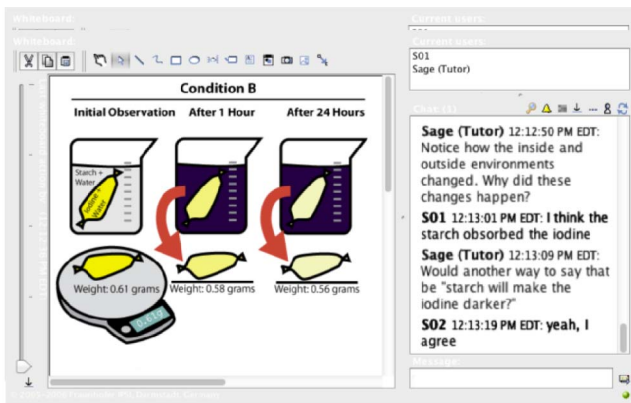 Whiteboard:
Current users:
Whiteboard:
Current users:
S01
Sage (Tutor)
Condition B
Initial Observation After 1 Hour After 24 Hours
Starch +
Water
Iodine +
Water
Weight: 0.61 grams Weight: 0.58 grams Weight: 0.56 grams
0.61g
Sage (Tutor) 12:12:50 PM EDT:
Notice how the inside and
outside environments
changed. Why did these
changes happen?
S01 12:13:01 PM EDT: I think the
starch obsorbed the iodine
Sage (Tutor) 12:13:09 PM EDT:
Would another way to say that
be "starch will make the
iodine darker?"
S02 12:13:19 PM EDT: yeah, I
agree
Message: